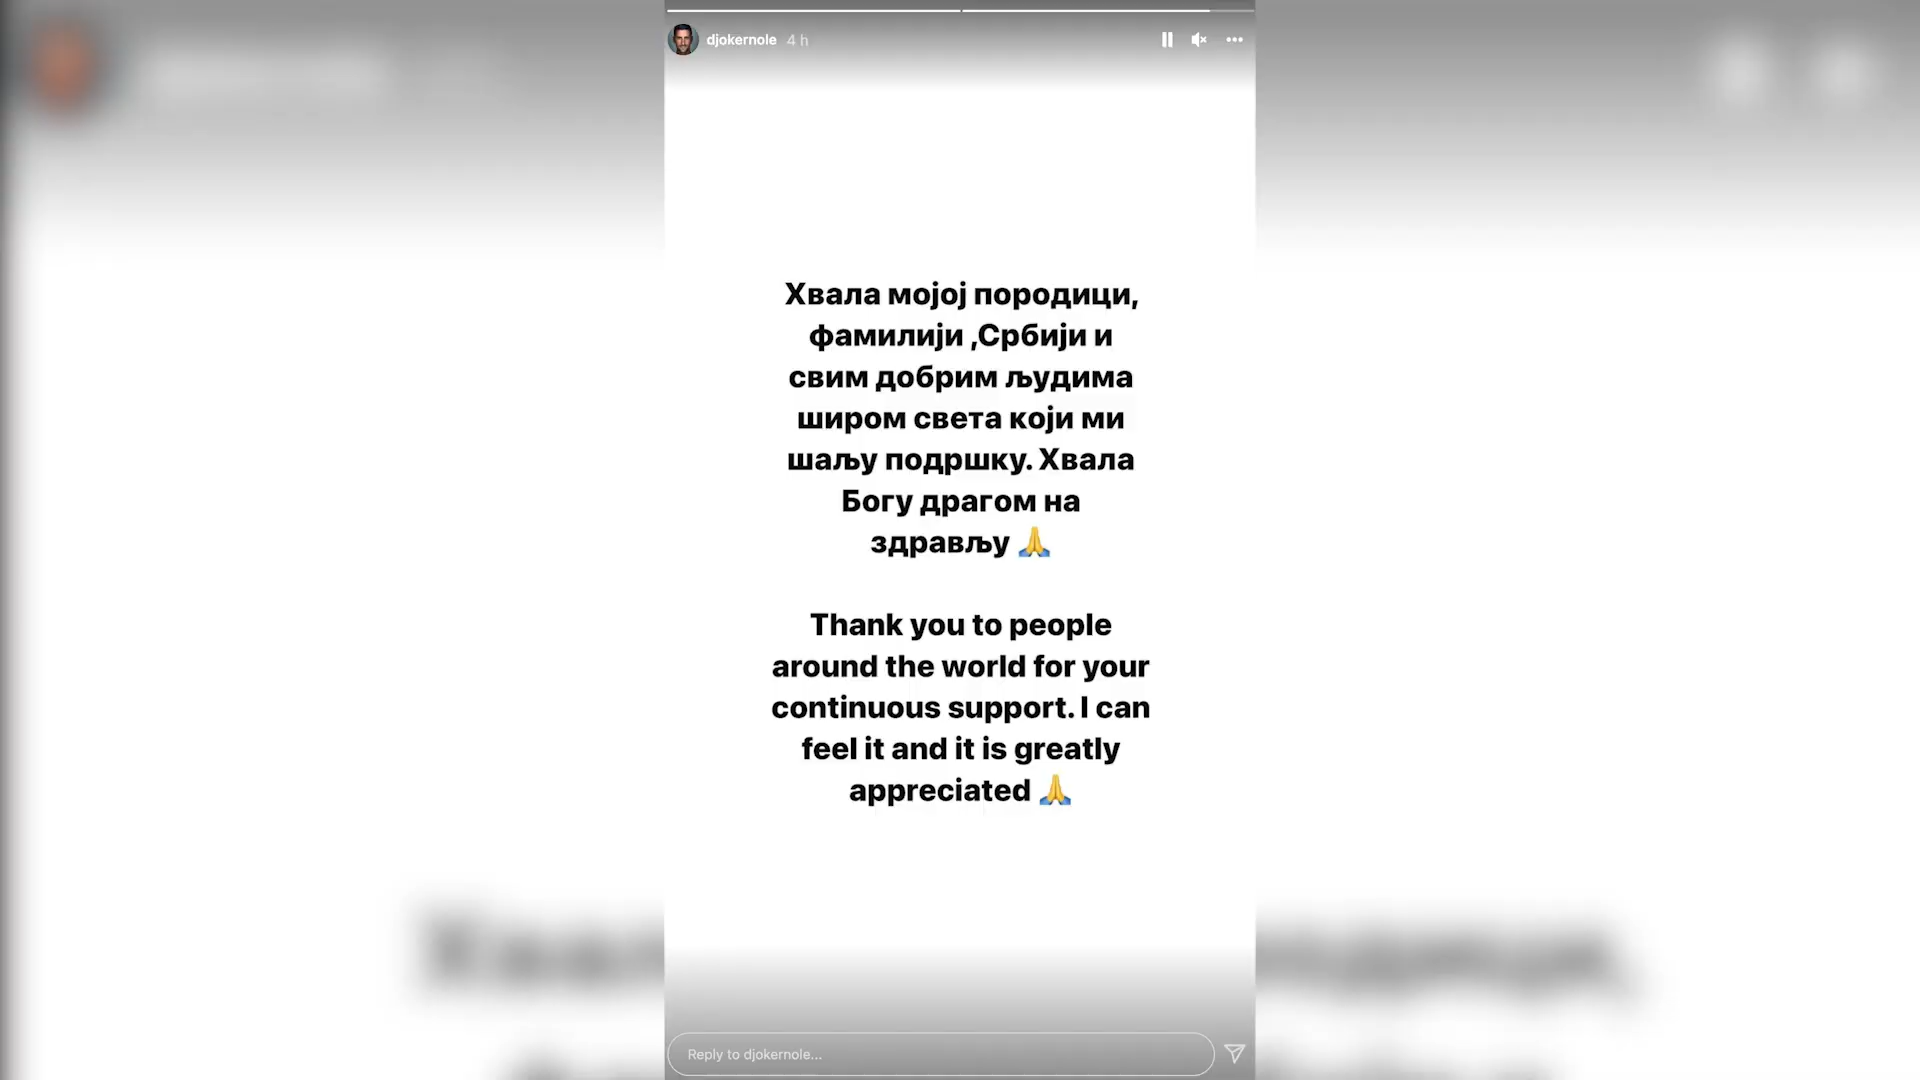 djokernole 4 h
Хвала мојој породици,
фамилији ,Србији и
свим добрим људима
широм света који ми
шаљу подршку. Хвала
Богу драгом на
здрављу 🙏
Thank you to people
around the world for your
continuous support. I can
feel it and it is greatly
appreciated 🙏
Reply to djokernole...